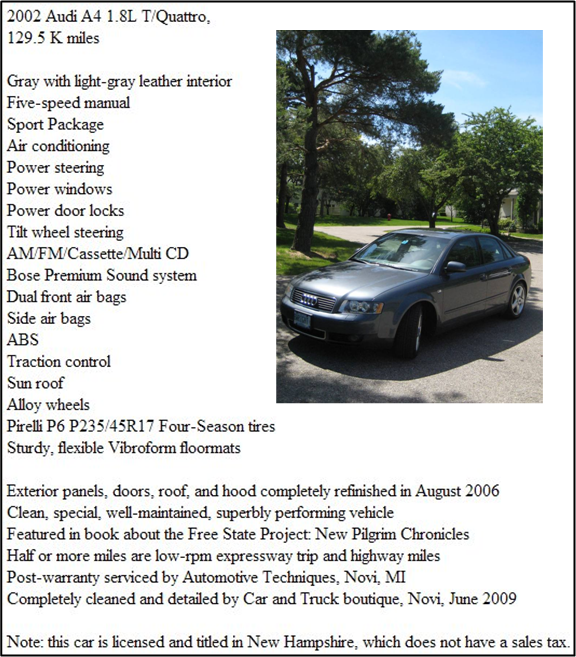 2002 Audi A4 1.8L T/Quattro,
129.5 K miles
Gray with light-gray leather interior
Five-speed manual
Sport Package
Air conditioning
Power steering
Power windows
Power door locks
Tilt wheel steering
AM/FM/Cassette/Multi CD
Bose Premium Sound system
Dual front air bags
Side air bags
ABS
Traction control
Sun roof
Alloy wheels
Pirelli P6 P235/45R17 Four-Season tires
Sturdy, flexible Vibroform floormats
Exterior panels, doors, roof, and hood completely refinished in August 2006
Clean, special, well-maintained, superbly performing vehicle
Featured in book about the Free State Project: New Pilgrim Chronicles
Half or more miles are low-rpm expressway trip and highway miles
Post-warranty serviced by Automotive Techniques, Novi, MI
Completely cleaned and detailed by Car and Truck boutique, Novi, June 2009
Note: this car is licensed and titled in New Hampshire, which does not have a sales tax.